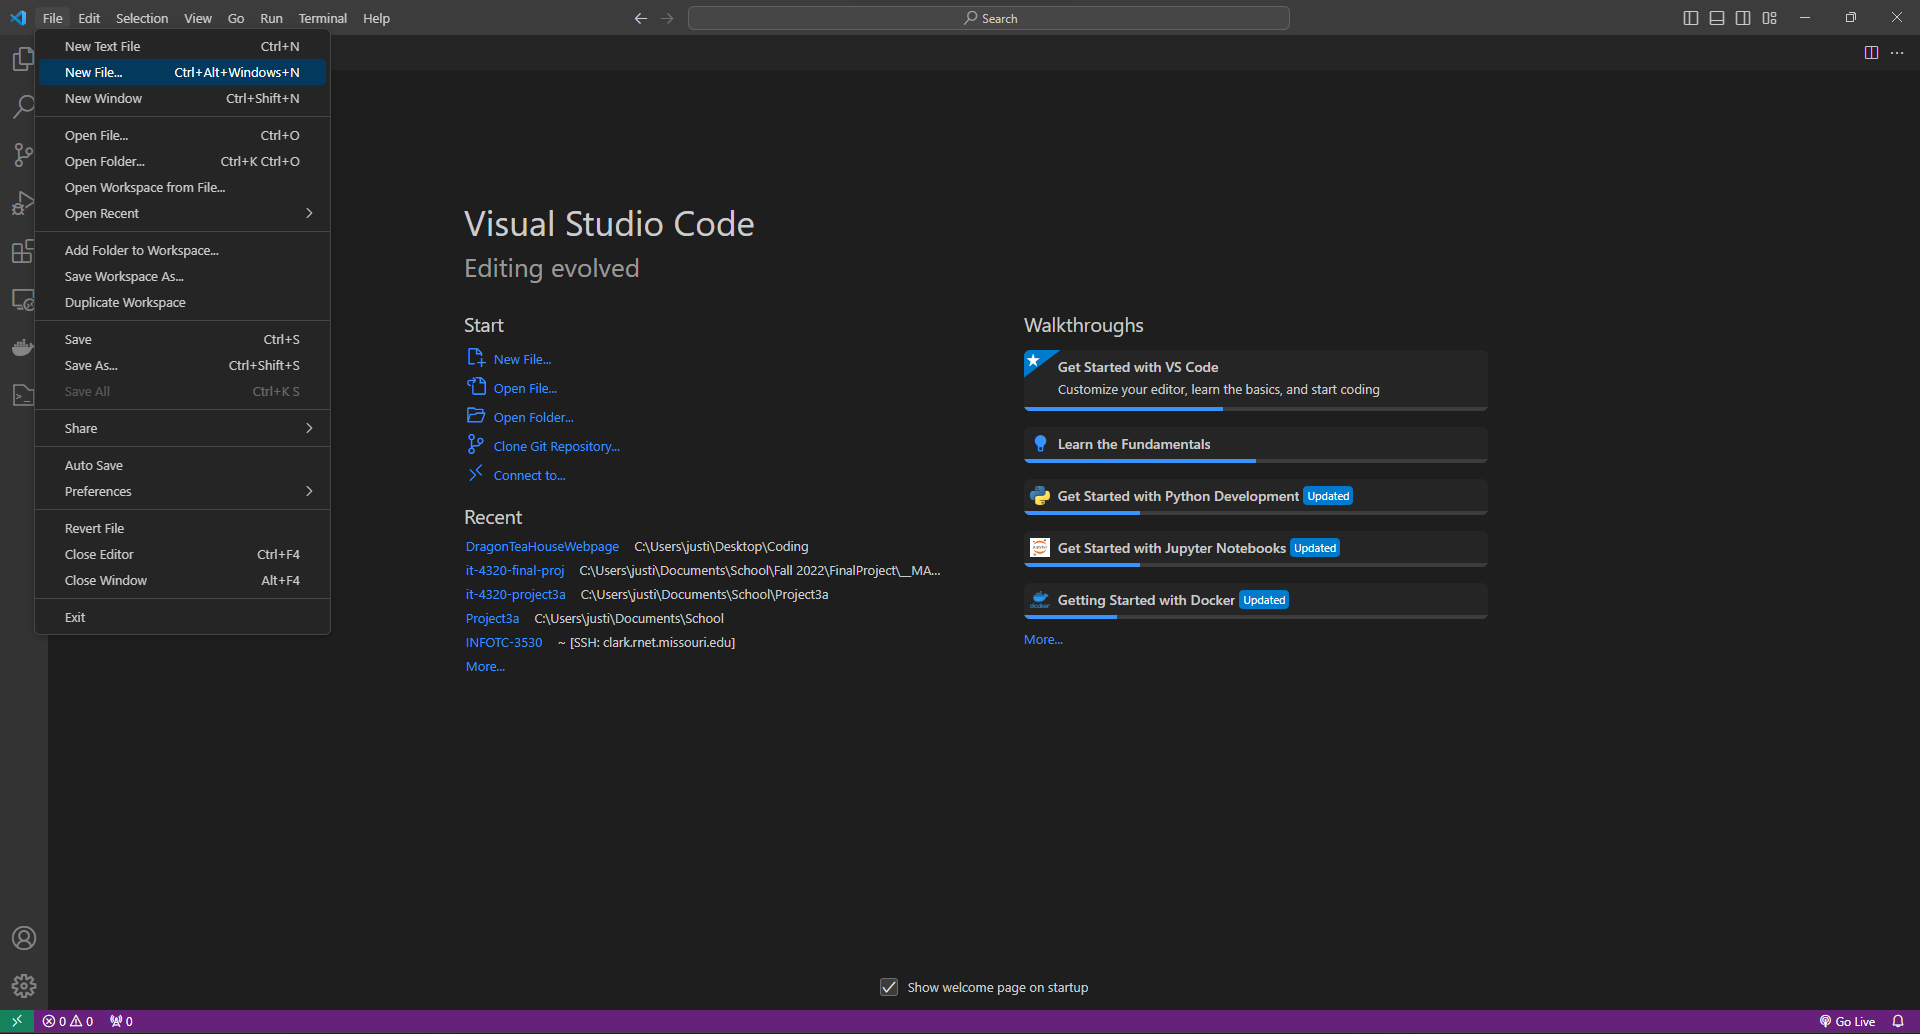 File Edit Selection View Go Run Terminal Help
Search
New Text File Ctrl+N
New File... Ctrl+Alt+Windows+N
New Window Ctrl+Shift+N
Open File... Ctrl+O
Open Folder... Ctrl+K Ctrl+O
Open Workspace from File...
Open Recent
Add Folder to Workspace...
Save Workspace As...
Duplicate Workspace
Save Ctrl+S
Save As... Ctrl+Shift+S
Save All Ctrl+K S
Share
Auto Save
Preferences
Revert File
Close Editor Ctrl+F4
Close Window Alt+F4
Exit
Visual Studio Code
Editing evolved
Start
New File...
Open File...
Open Folder...
Clone Git Repository...
Connect to...
Recent
DragonTeaHouseWebpage C:\Users\justi\Desktop\Coding
it-4320-final-proj C:\Users\justi\Documents\School\Fall 2022\FinalProject\__MA...
it-4320-project3a C:\Users\justi\Documents\School\Project3a
Project3a C:\Users\justi\Documents\School
INFOTC-3530 ~ [SSH: clark.rnet.missouri.edu]
More...
Walkthroughs
Get Started with VS Code
Customize your editor, learn the basics, and start coding
Learn the Fundamentals
Get Started with Python Development Updated
Get Started with Jupyter Notebooks Updated
Getting Started with Docker Updated
More...
Show welcome page on startup
0 0 0
Go Live